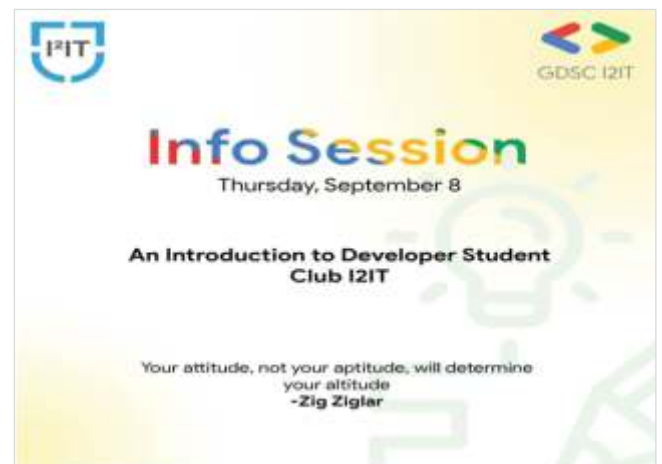 I²IT
GDSC I2IT
Info Session
Thursday, September 8
An Introduction to Developer Student
Club I2IT
Your attitude, not your aptitude, will determine
your altitude
-Zig Ziglar